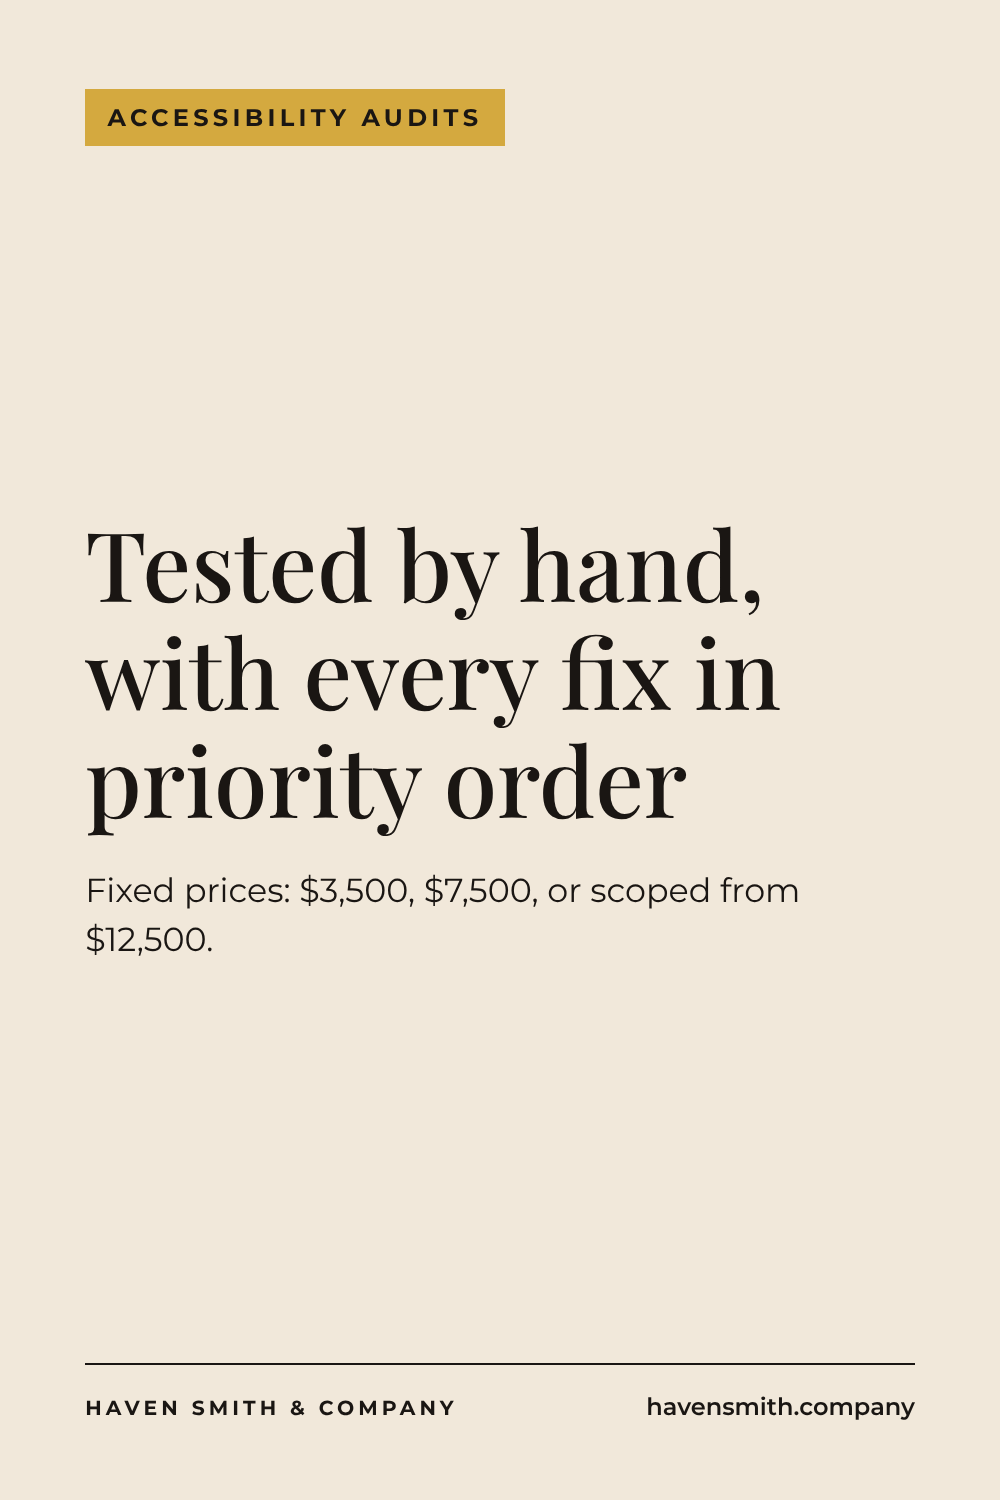 ACCESSIBILITY AUDITS
Tested by hand,
with every fix in
priority order
Fixed prices: $3,500, $7,500, or scoped from
$12,500.
HAVEN SMITH & COMPANY
havensmith.company